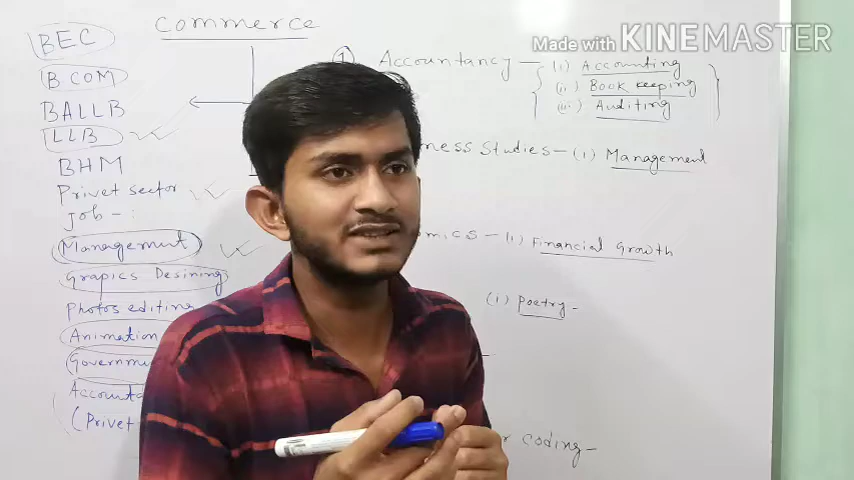 Made with KINEMASTER
Commerce
BEC
B COM
BALLB
LLB
BHM
Privet sector
job -
Management
Grapics Desining
Photos editing
Animation
(Privet
① Accountancy - (i) Accounting
(ii) Book keeping
(iii) Auditing
ness Studies - (i) Management
mics - (i) Financial Growth
(i) Poetry -
coding -